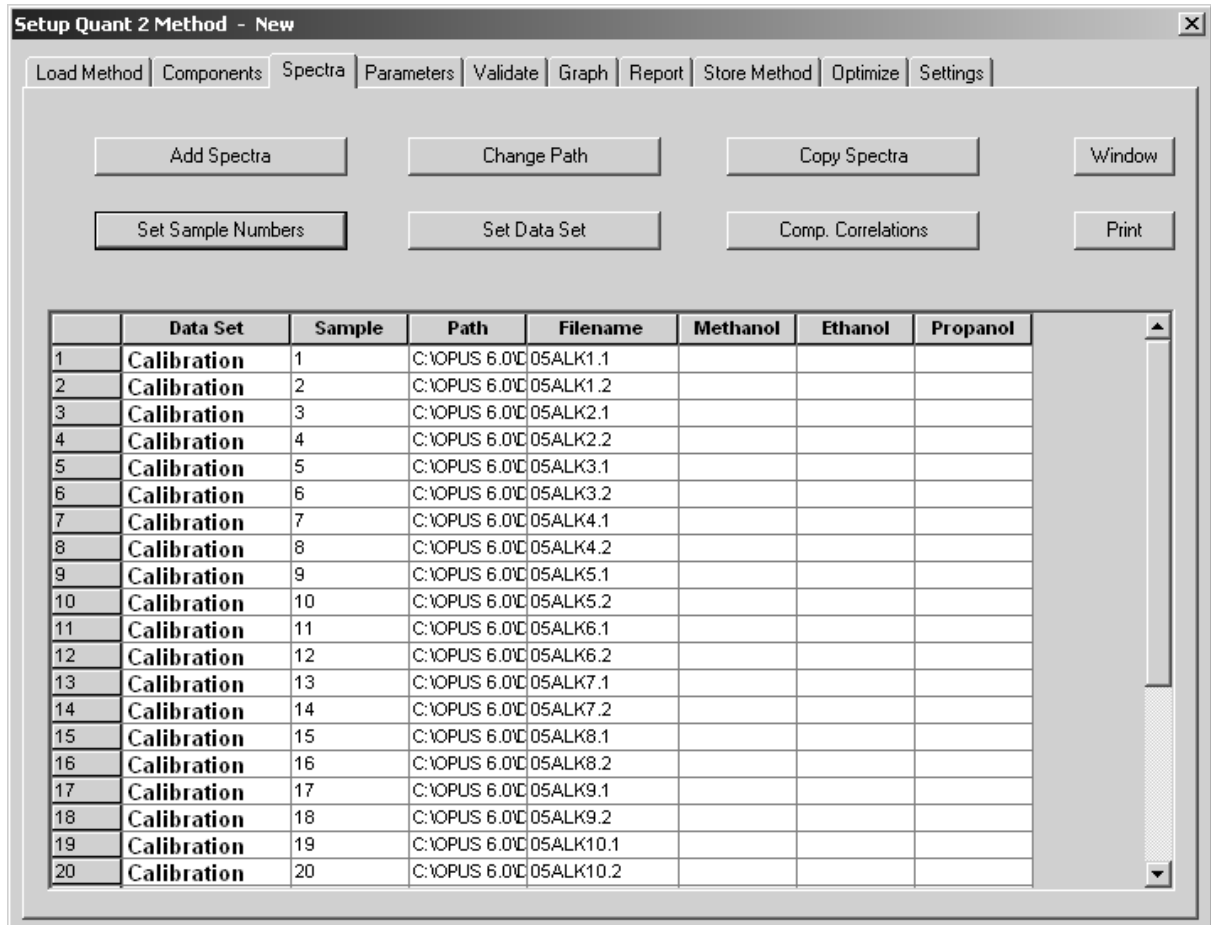 Setup Quant 2 Method - New
Load Method Components Spectra Parameters Validate Graph Report Store Method Optimize Settings
Add Spectra Change Path Copy Spectra Window
Set Sample Numbers Set Data Set Comp. Correlations Print
Data Set Sample Path Filename Methanol Ethanol Propanol
1 Calibration 1 C:\OPUS 6.0\D 05ALK1.1
2 Calibration 2 C:\OPUS 6.0\D 05ALK1.2
3 Calibration 3 C:\OPUS 6.0\D 05ALK2.1
4 Calibration 4 C:\OPUS 6.0\D 05ALK2.2
5 Calibration 5 C:\OPUS 6.0\D 05ALK3.1
6 Calibration 6 C:\OPUS 6.0\D 05ALK3.2
7 Calibration 7 C:\OPUS 6.0\D 05ALK4.1
8 Calibration 8 C:\OPUS 6.0\D 05ALK4.2
9 Calibration 9 C:\OPUS 6.0\D 05ALK5.1
10 Calibration 10 C:\OPUS 6.0\D 05ALK5.2
11 Calibration 11 C:\OPUS 6.0\D 05ALK6.1
12 Calibration 12 C:\OPUS 6.0\D 05ALK6.2
13 Calibration 13 C:\OPUS 6.0\D 05ALK7.1
14 Calibration 14 C:\OPUS 6.0\D 05ALK7.2
15 Calibration 15 C:\OPUS 6.0\D 05ALK8.1
16 Calibration 16 C:\OPUS 6.0\D 05ALK8.2
17 Calibration 17 C:\OPUS 6.0\D 05ALK9.1
18 Calibration 18 C:\OPUS 6.0\D 05ALK9.2
19 Calibration 19 C:\OPUS 6.0\D 05ALK10.1
20 Calibration 20 C:\OPUS 6.0\D 05ALK10.2